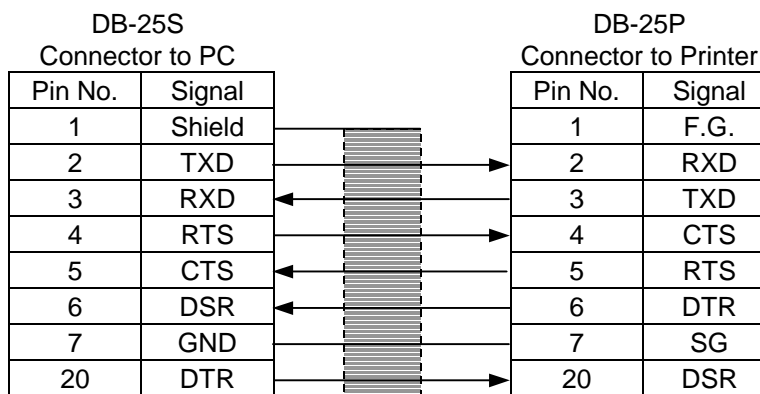 DB-25S DB-25P
Connector to PC Connector to Printer
Pin No. Signal Pin No. Signal
1 Shield 1 F.G.
2 TXD 2 RXD
3 RXD 3 TXD
4 RTS 4 CTS
5 CTS 5 RTS
6 DSR 6 DTR
7 GND 7 SG
20 DTR 20 DSR